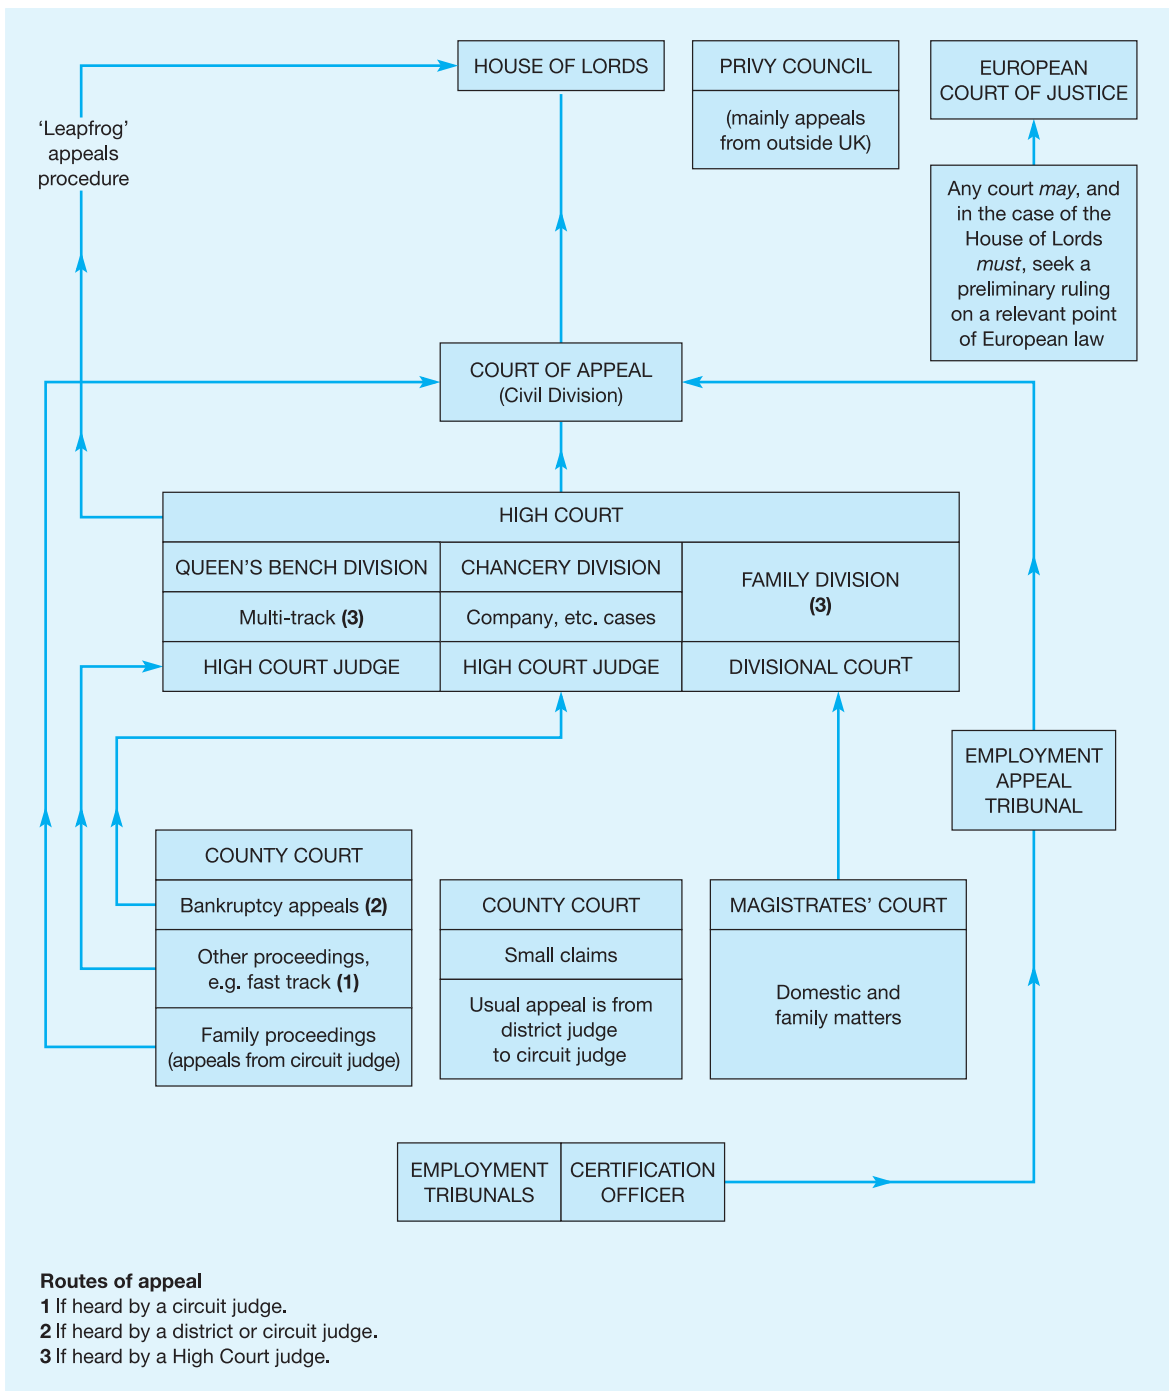 HOUSE OF LORDS
PRIVY COUNCIL
(mainly appeals
from outside UK)
EUROPEAN
COURT OF JUSTICE
Any court may, and
in the case of the
House of Lords
must, seek a
preliminary ruling
on a relevant point
of European law
‘Leapfrog’
appeals
procedure
COURT OF APPEAL
(Civil Division)
HIGH COURT
QUEEN’S BENCH DIVISION
Multi-track (3)
HIGH COURT JUDGE
CHANCERY DIVISION
Company, etc. cases
HIGH COURT JUDGE
FAMILY DIVISION
(3)
DIVISIONAL COURT
EMPLOYMENT
APPEAL
TRIBUNAL
COUNTY COURT
Bankruptcy appeals (2)
Other proceedings,
e.g. fast track (1)
Family proceedings
(appeals from circuit judge)
COUNTY COURT
Small claims
Usual appeal is from
district judge
to circuit judge
MAGISTRATES’ COURT
Domestic and
family matters
EMPLOYMENT
TRIBUNALS
CERTIFICATION
OFFICER
Routes of appeal
1 If heard by a circuit judge.
2 If heard by a district or circuit judge.
3 If heard by a High Court judge.